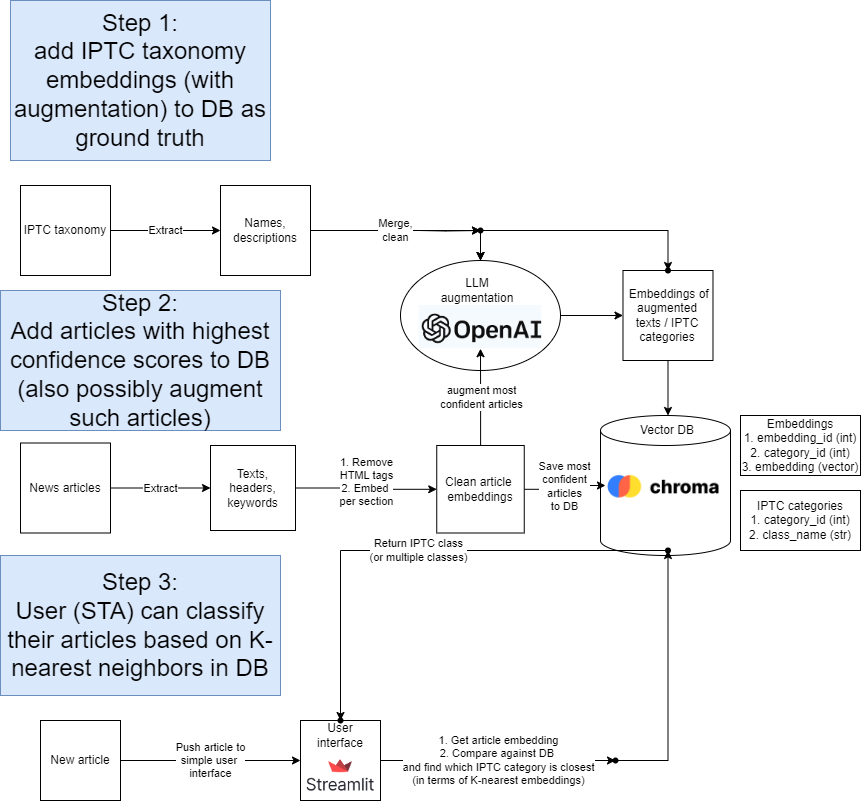 Step 1:
add IPTC taxonomy
embeddings (with
augmentation) to DB as
ground truth
IPTC taxonomy
Extract
Names,
descriptions
Merge,
clean
LLM
augmentation
OpenAI
Embeddings of
augmented
texts / IPTC
categories
Step 2:
Add articles with highest
confidence scores to DB
(also possibly augment
such articles)
augment most
confident articles
News articles
Extract
Texts,
headers,
keywords
1. Remove
HTML tags
2. Embed
per section
Clean article
embeddings
Save most
confident
articles
to DB
Vector DB
chroma
Embeddings
1. embedding_id (int)
2. category_id (int)
3. embedding (vector)
IPTC categories
1. category_id (int)
2. class_name (str)
Return IPTC class
(or multiple classes)
Step 3:
User (STA) can classify
their articles based on K-
nearest neighbors in DB
New article
Push article to
simple user
interface
User
interface
Streamlit
1. Get article embedding
2. Compare against DB
and find which IPTC category is closest
(in terms of K-nearest embeddings)